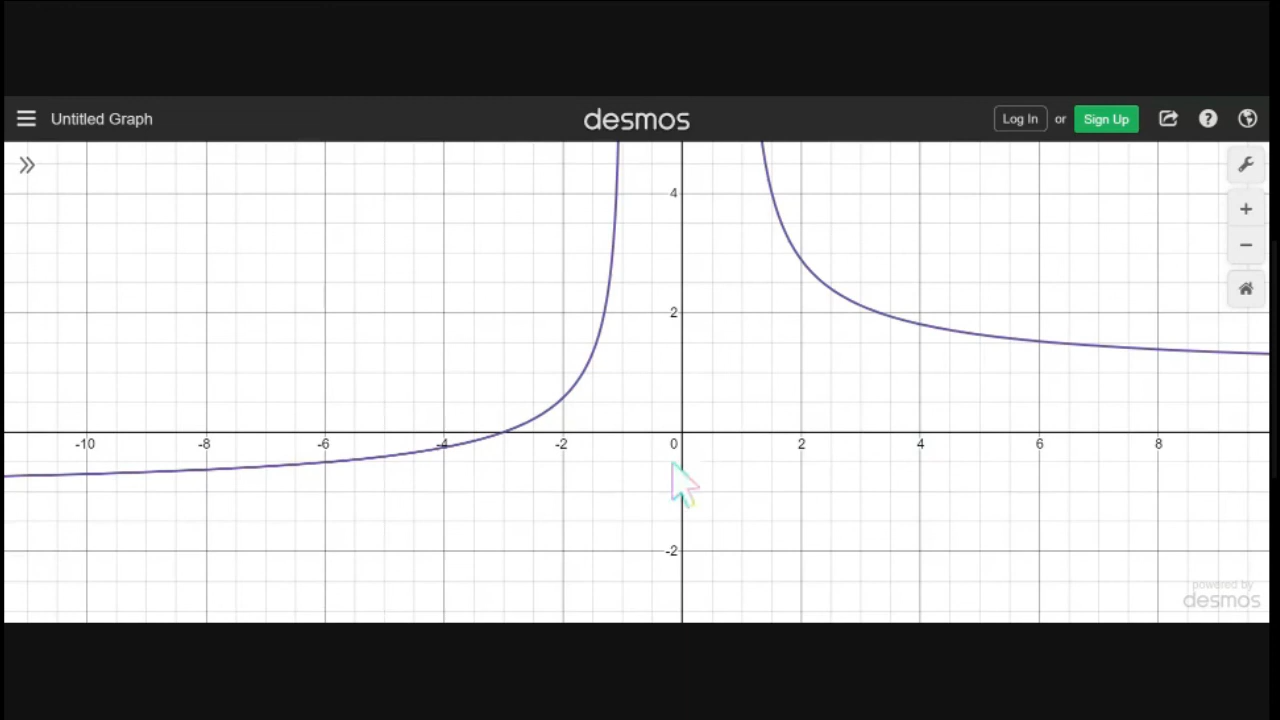 Untitled Graph
desmos
Log In or Sign Up
4
2
-10 -8 -6 -4 -2 0 2 4 6 8
-2
powered by
desmos